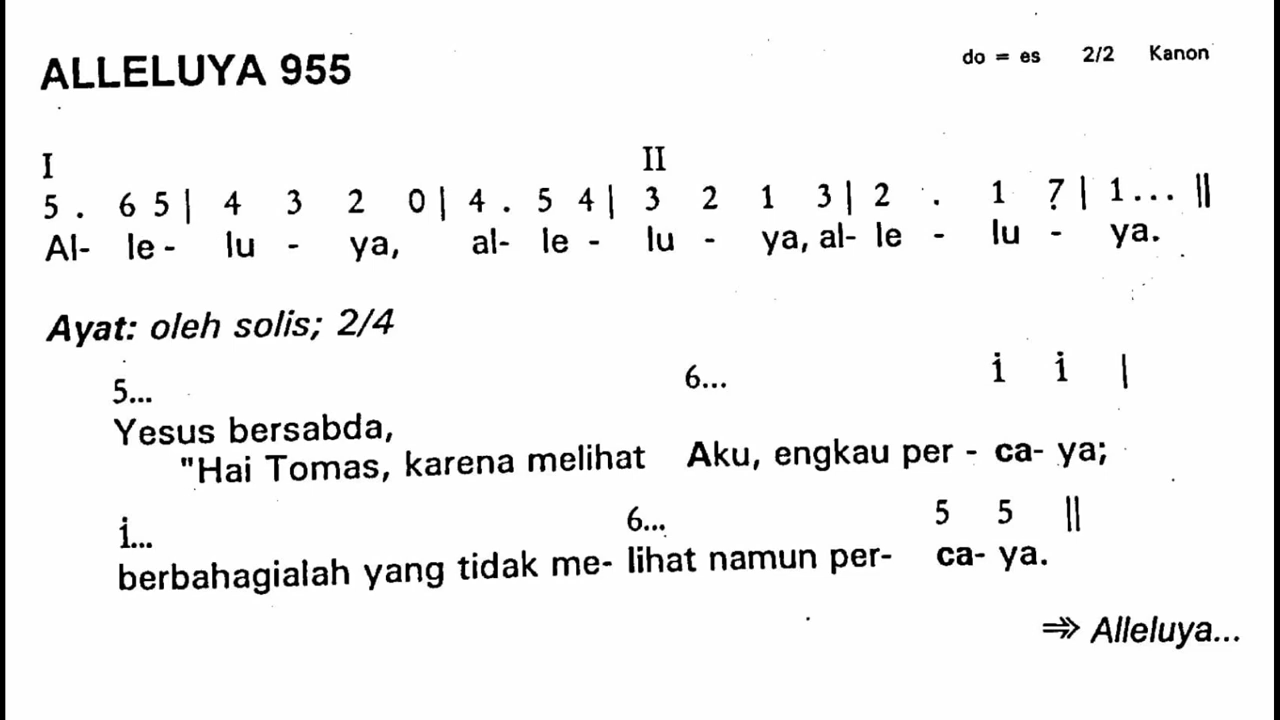 ALLELUYA 955
do = es 2/2 Kanon
I II
5 . 6 5 | 4 3 2 0 | 4 . 5 4 | 3 2 1 3 | 2 . 1 7̣ | 1... ||
Al- le - lu - ya, al- le - lu - ya, al- le - lu - ya.
Ayat: oleh solis; 2/4
5... 6... i i |
Yesus bersabda,
"Hai Tomas, karena melihat Aku, engkau per - ca- ya;
i... 6... 5 5 ||
berbahagialah yang tidak me- lihat namun per- ca- ya.
⇒ Alleluya...